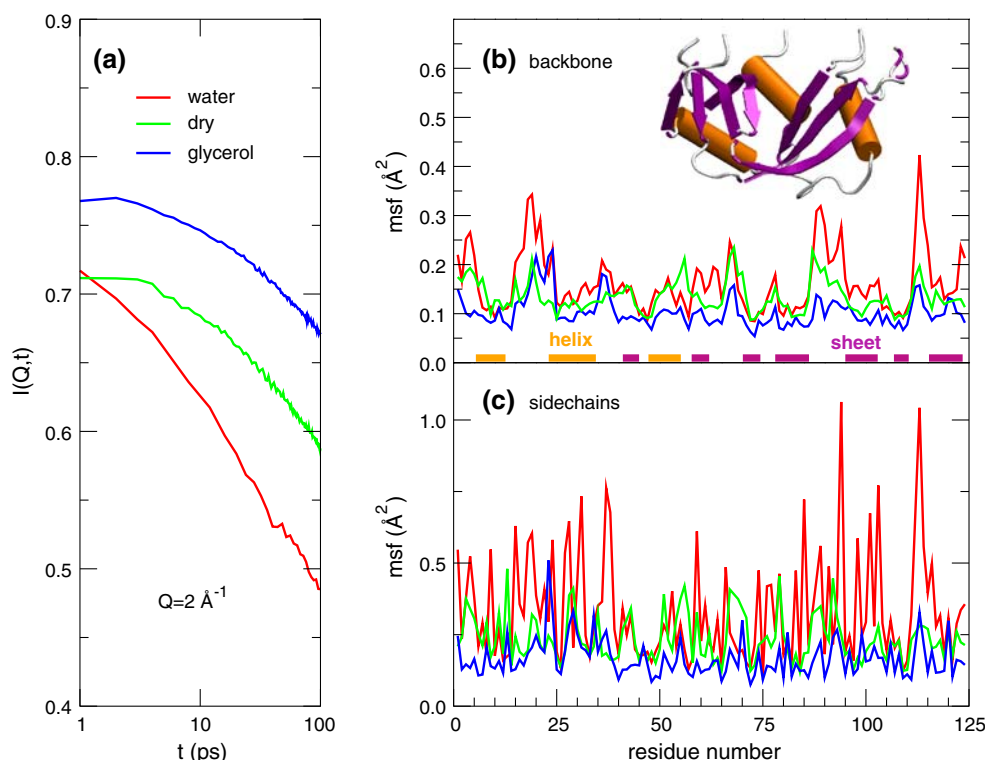 (a)
water
dry
glycerol
Q=2 Å⁻¹
I(Q,t)
0.9
0.8
0.7
0.6
0.5
0.4
1 10 100
t (ps)
(b) backbone
msf (Å²)
0.6
0.5
0.4
0.3
0.2
0.1
0.0
helix sheet
(c) sidechains
msf (Å²)
1.0
0.5
0.0
0 25 50 75 100 125
residue number